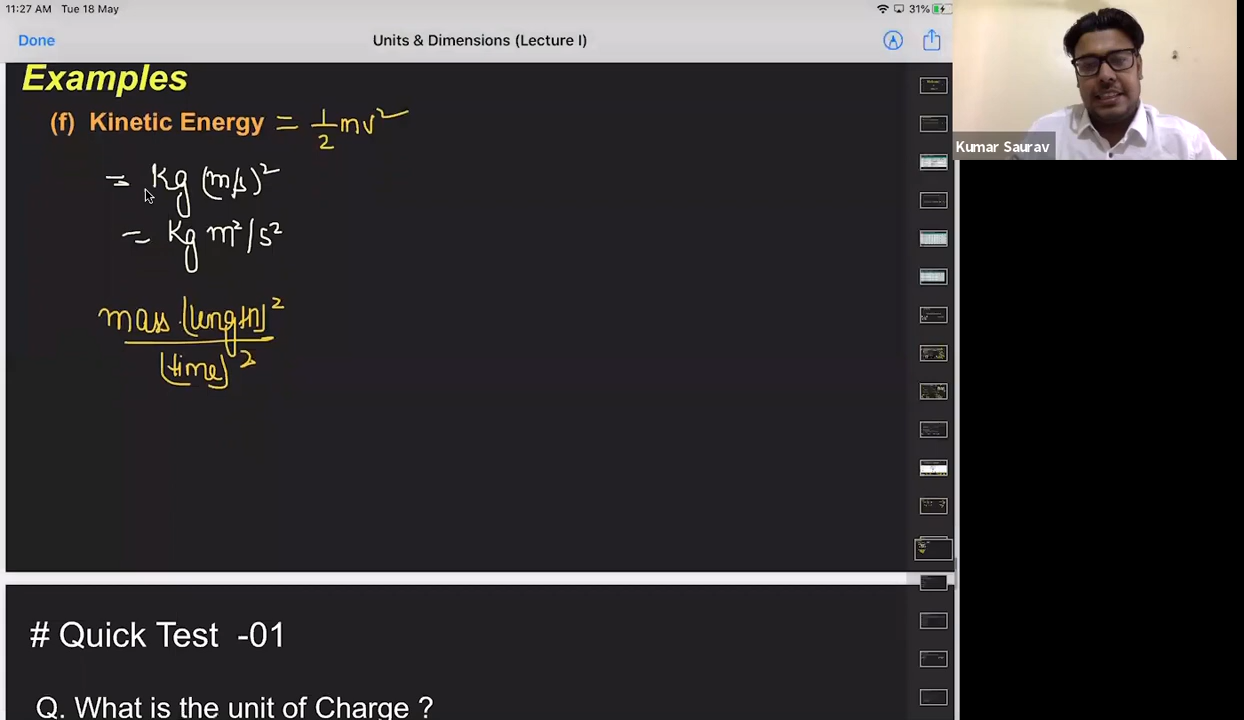 11:27 AM Tue 18 May
31%
Done
Units & Dimensions (Lecture I)
Examples
(f) Kinetic Energy = 1/2 mv²
= Kg (m/s)²
= Kg m²/s²
mass . (length)²
(time)²
Kumar Saurav
# Quick Test -01
Q. What is the unit of Charge ?